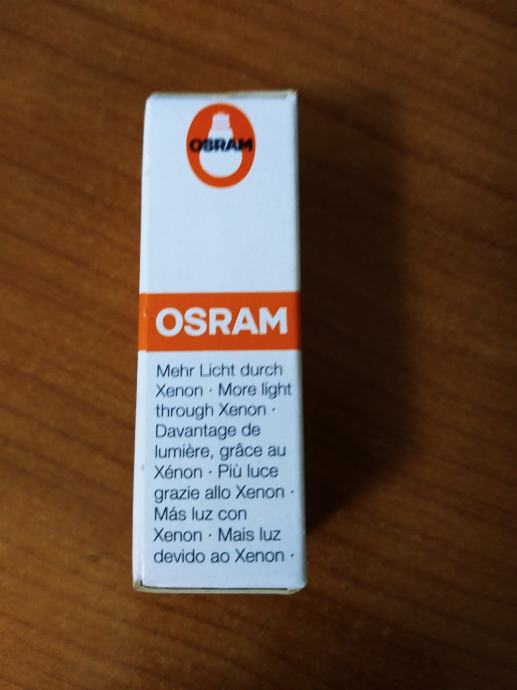 OSRAM
OSRAM
Mehr Licht durch
Xenon · More light
through Xenon ·
Davantage de
lumière, grâce au
Xénon · Più luce
grazie allo Xenon ·
Más luz con
Xenon · Mais luz
devido ao Xenon ·